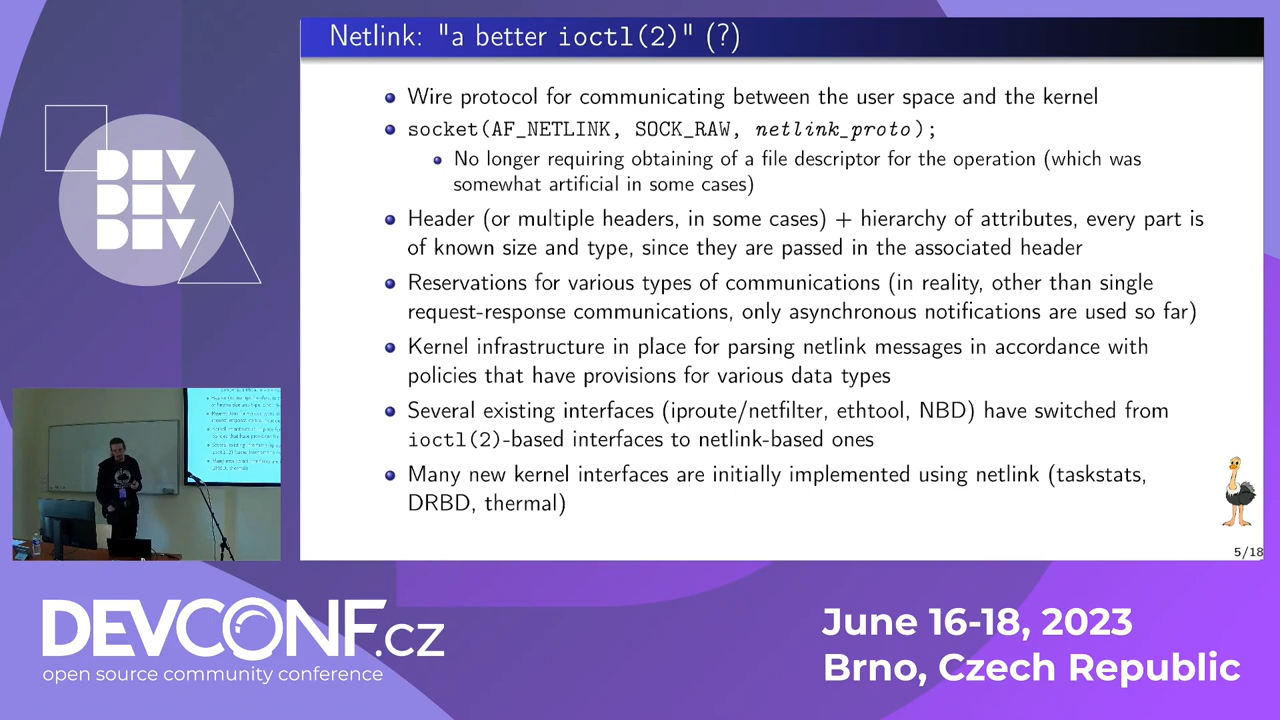 Netlink: "a better ioctl(2)" (?)
Wire protocol for communicating between the user space and the kernel
socket(AF_NETLINK, SOCK_RAW, netlink_proto);
No longer requiring obtaining of a file descriptor for the operation (which was
somewhat artificial in some cases)
Header (or multiple headers, in some cases) + hierarchy of attributes, every part is
of known size and type, since they are passed in the associated header
Reservations for various types of communications (in reality, other than single
request-response communications, only asynchronous notifications are used so far)
Kernel infrastructure in place for parsing netlink messages in accordance with
policies that have provisions for various data types
Several existing interfaces (iproute/netfilter, ethtool, NBD) have switched from
ioctl(2)-based interfaces to netlink-based ones
Many new kernel interfaces are initially implemented using netlink (taskstats,
DRBD, thermal)
5/18
DEV
DEV
DEV
DEVCONF.cz
open source community conference
June 16-18, 2023
Brno, Czech Republic